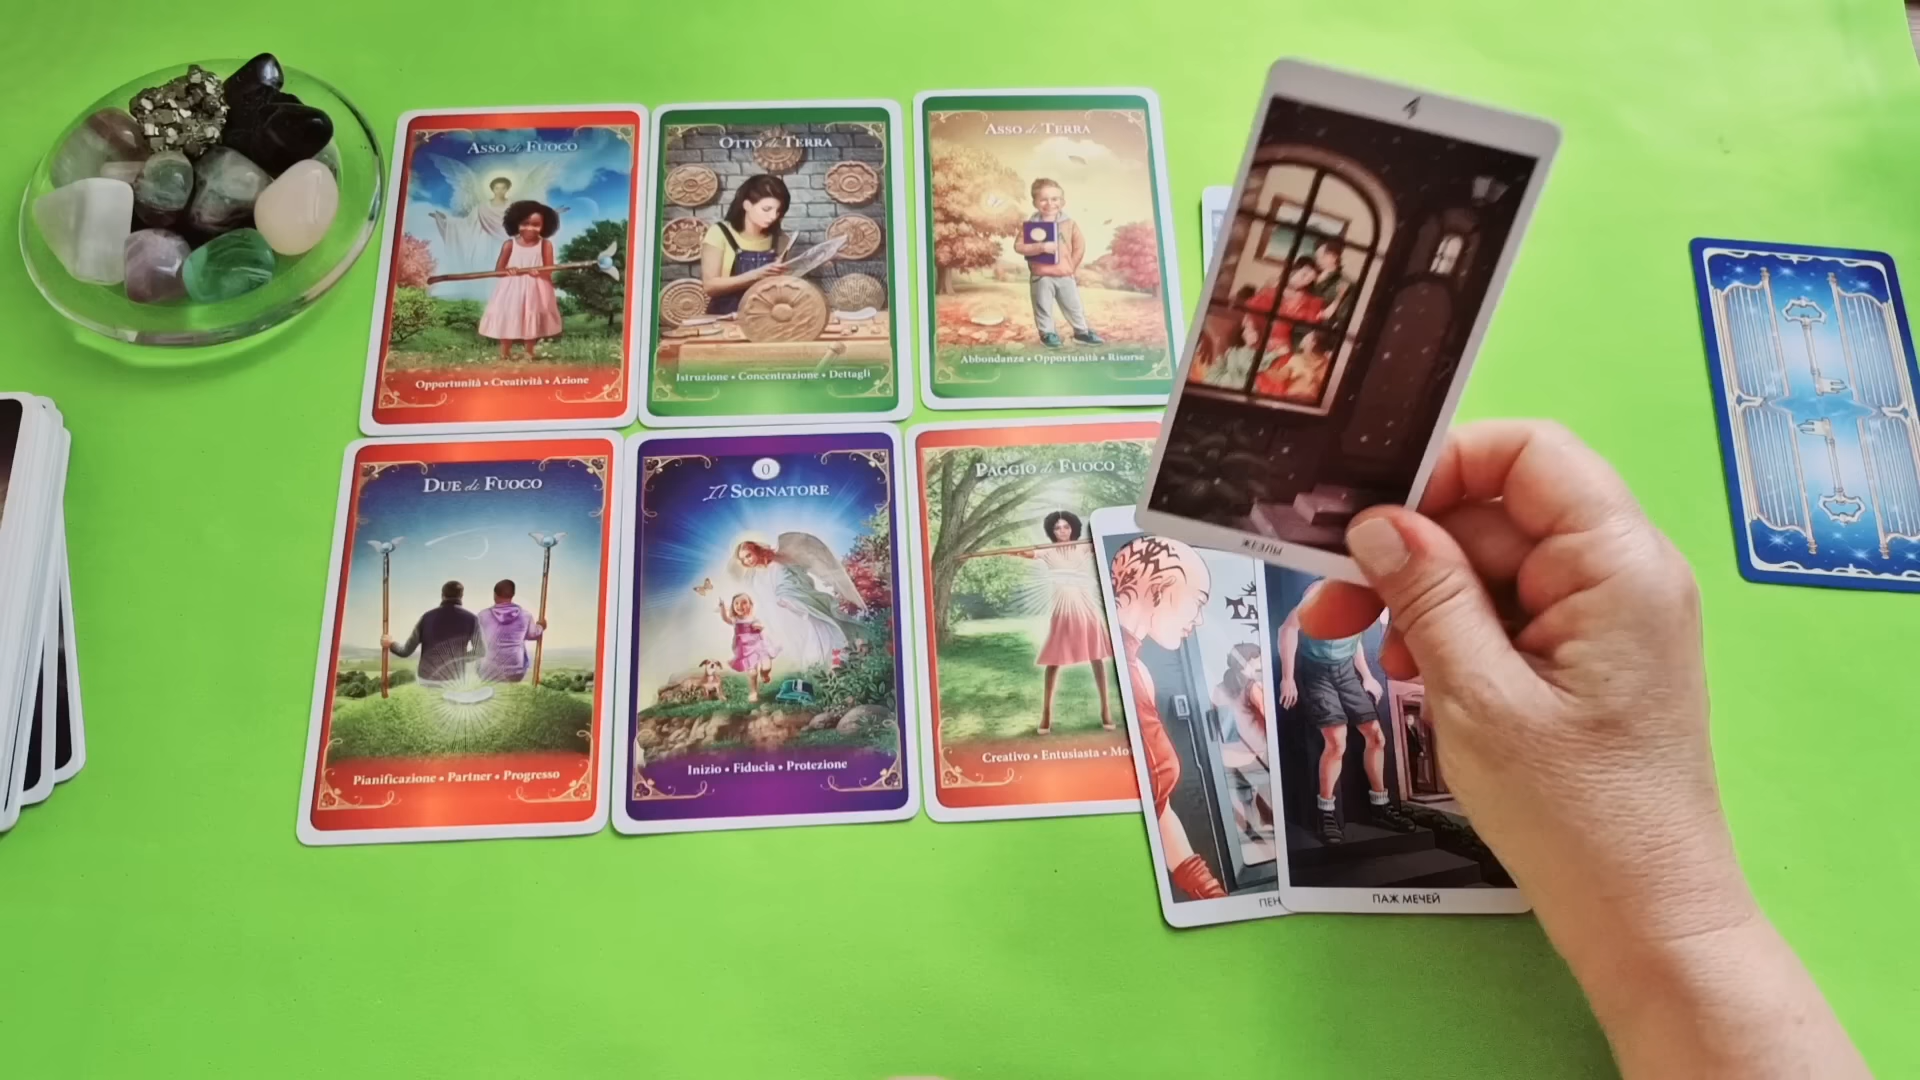 Asso di Fuoco
Opportunità • Creatività • Azione
Otto di Terra
Istruzione • Concentrazione • Dettagli
Asso di Terra
Abbondanza • Opportunità • Risorse
4
ЖЕЗЛЫ
Due di Fuoco
Pianificazione • Partner • Progresso
0
Il Sognatore
Inizio • Fiducia • Protezione
Paggio di Fuoco
Creativo • Entusiasta •
TA
ПЕН
ПАЖ МЕЧЕЙ